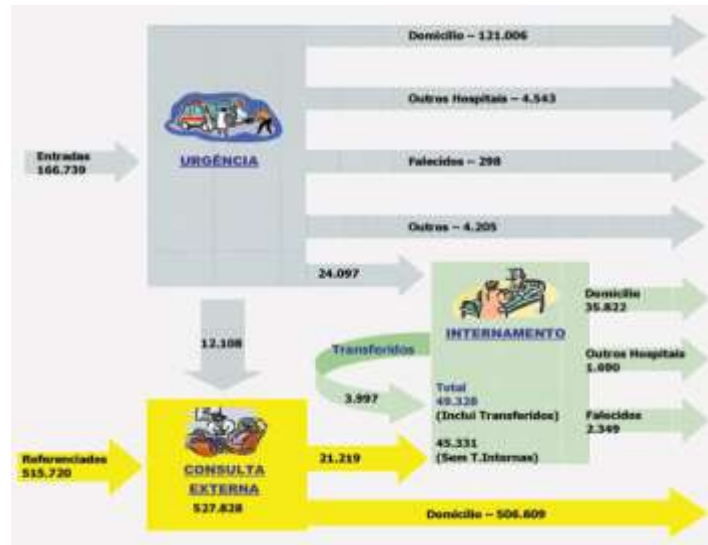 Domicílio – 121.006
Outros Hospitais – 4.543
Entradas
166.739
URGÊNCIA
Falecidos – 298
Outros – 4.205
24.097
Domicílio
35.822
INTERNAMENTO
12.108
Transferidos
Outros Hospitais
1.690
3.997
Total
49.328
(Inclui Transferidos)
Falecidos
2.349
45.331
(Sem T.Internas)
Referenciados
515.720
CONSULTA
EXTERNA
527.828
21.219
Domicílio – 506.609